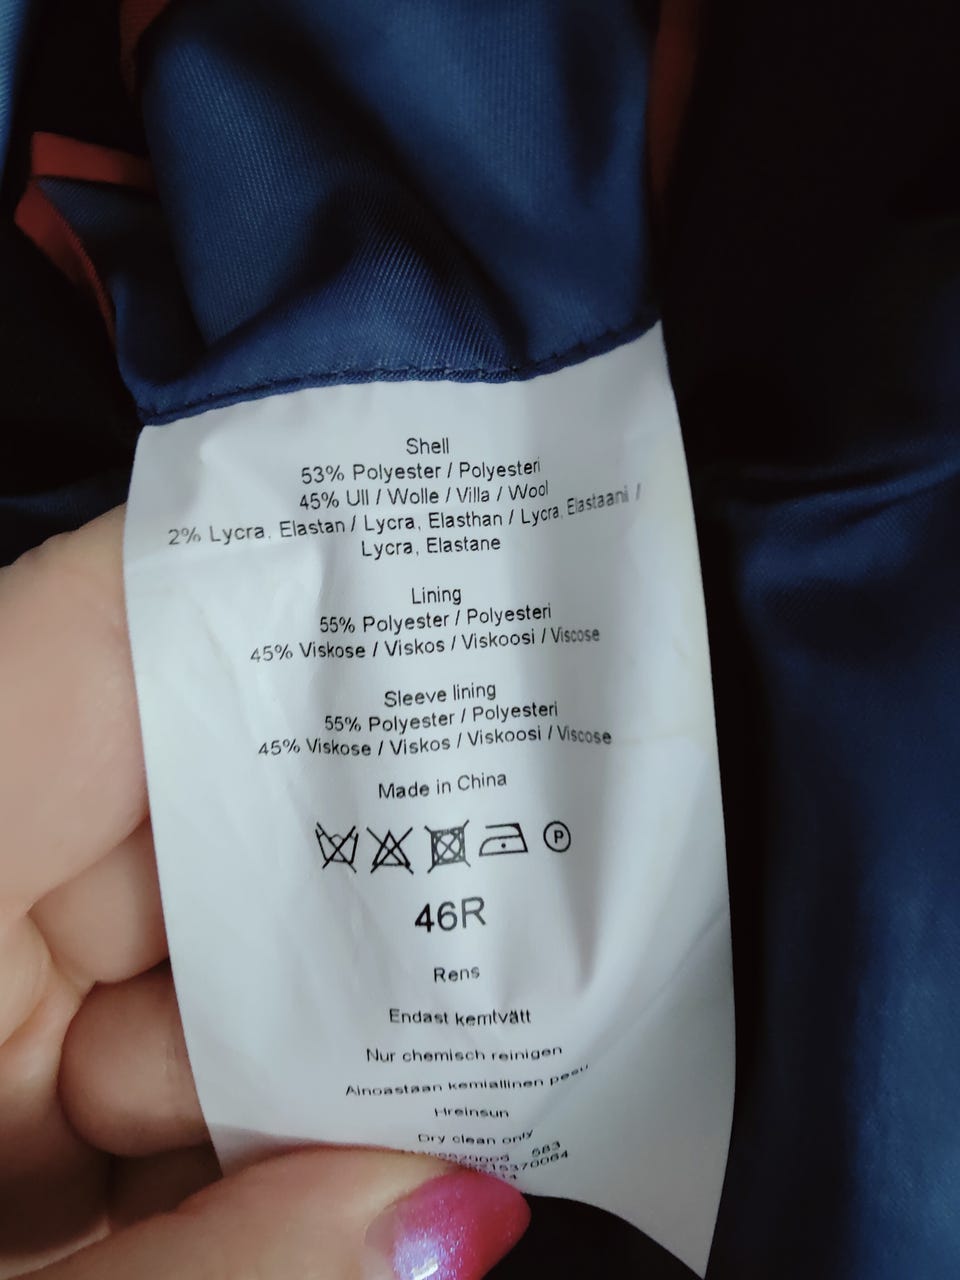 Shell
53% Polyester / Polyesteri
45% Ull / Wolle / Villa / Wool
2% Lycra, Elastan / Lycra, Elasthan / Lycra, Elastaani /
Lycra, Elastane
Lining
55% Polyester / Polyesteri
45% Viskose / Viskos / Viskoosi / Viscose
Sleeve lining
55% Polyester / Polyesteri
45% Viskose / Viskos / Viskoosi / Viscose
Made in China
P
46R
Rens
Endast kemtvätt
Nur chemisch reinigen
Ainoastaan kemiallinen pesu
Hreinsun
Dry clean only
583